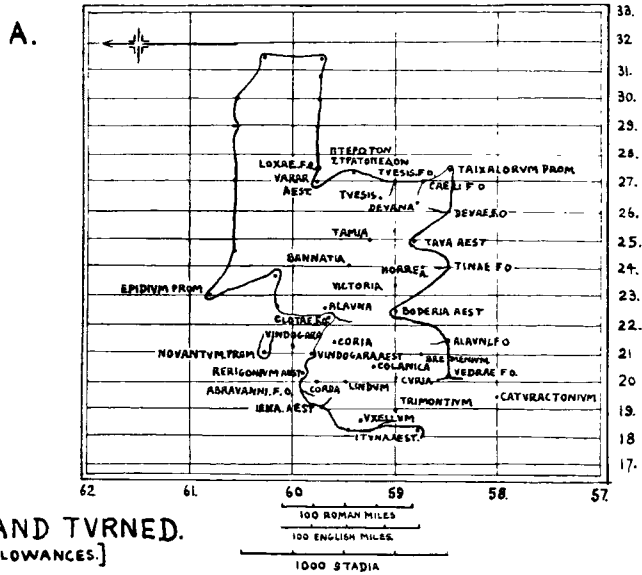 A.
33.
32.
31.
30.
29.
28.
27.
26.
25.
24.
23.
22.
21.
20.
19.
18.
17.
LOXAE.F.O.
VARAR
AEST.
ΠΤΕΡΩΤΟΝ
ΣΤΡΑΤΟΠΕΔΟΝ
TVESIS.F.O
TAIXALORVM PROM
CAELI F O
TVESIS.
DEVANA
DEVAE.F.O
TAMIA
TAVA AEST
BANNATIA
HORREA
TINAE F O
EPIDIVM PROM
VICTORIA
ALAVNA
BODERIA AEST
CLOTAE.F.O
VINDOGARA
CORIA
ALAVNI.F.O
NOVANTVM PROM
VINDOGARA AEST
BREMENIUM
COLANICA
RERIGONIVM AEST
VEDRAE F.O.
CORDA
LINDUM
CVRIA
ABRAVANNI.F.O.
TRIMONTIVM
CATVRACTONIVM
IENA.AEST
VXELLVM
ITVNA AEST.
62.
61.
60.
59.
58.
57.
100 ROMAN MILES
100 ENGLISH MILES.
1000 STADIA
AND TVRNED.
LOWANCES.]